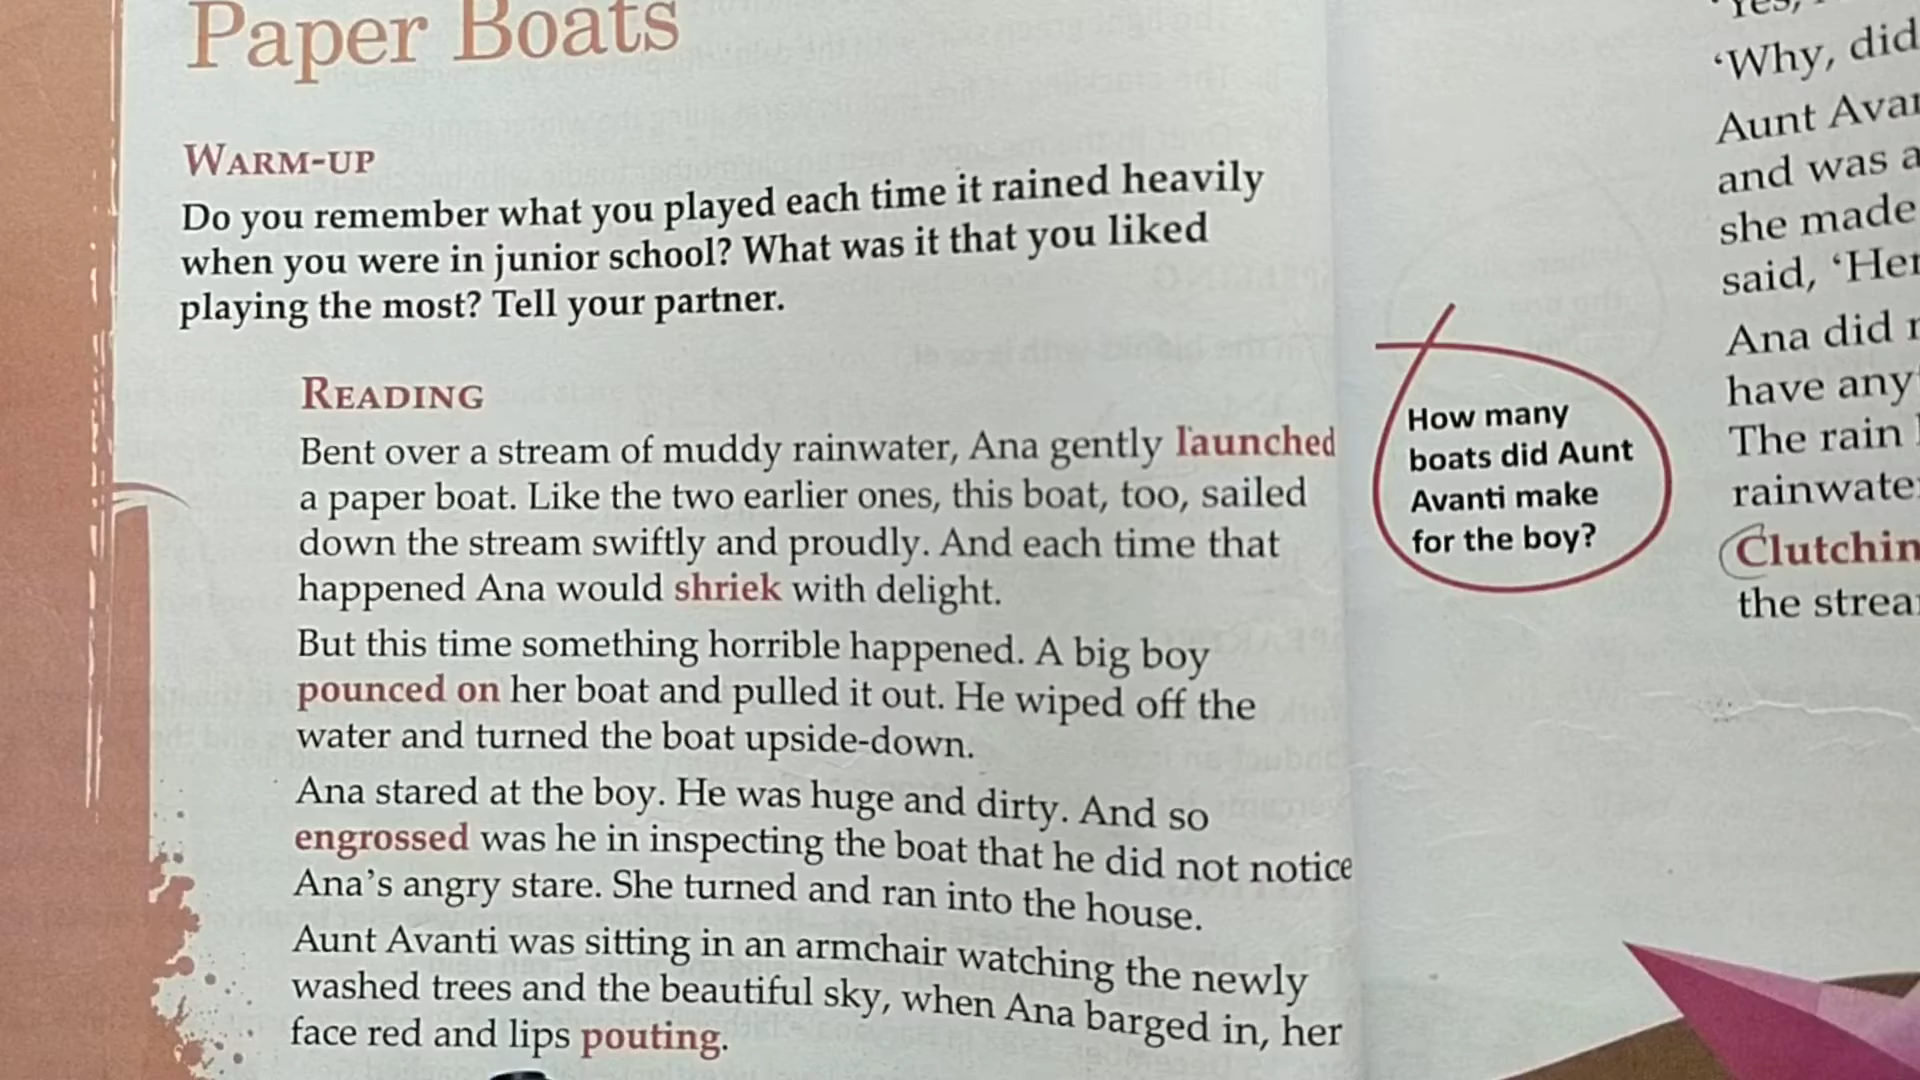 Paper Boats
WARM-UP
Do you remember what you played each time it rained heavily
when you were in junior school? What was it that you liked
playing the most? Tell your partner.
READING
Bent over a stream of muddy rainwater, Ana gently launched
a paper boat. Like the two earlier ones, this boat, too, sailed
down the stream swiftly and proudly. And each time that
happened Ana would shriek with delight.
But this time something horrible happened. A big boy
pounced on her boat and pulled it out. He wiped off the
water and turned the boat upside-down.
Ana stared at the boy. He was huge and dirty. And so
engrossed was he in inspecting the boat that he did not notice
Ana's angry stare. She turned and ran into the house.
Aunt Avanti was sitting in an armchair watching the newly
washed trees and the beautiful sky, when Ana barged in, her
face red and lips pouting.
How many
boats did Aunt
Avanti make
for the boy?
'Why, did
Aunt
and was a
she made
said,
Ana did
have
The rain
the